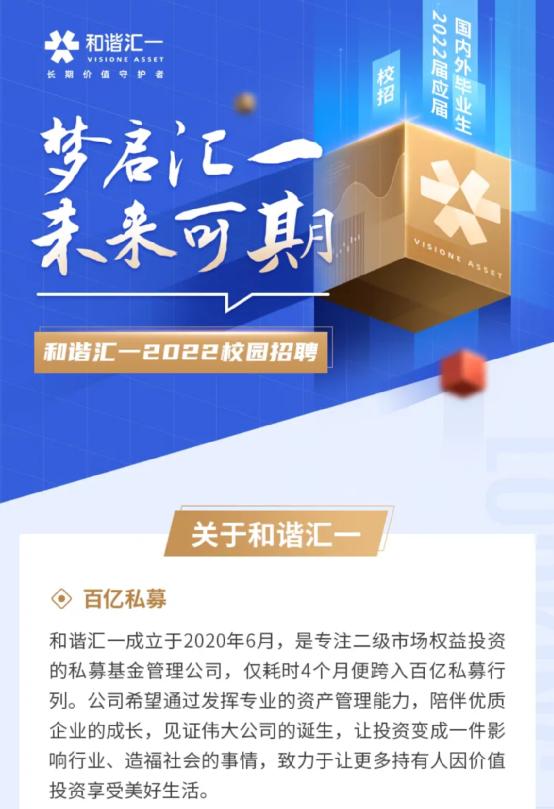 和谐汇一
VISIONE ASSET
长期价值守护者
国内外毕业生
2022届应届
校招
梦启汇一
未来可期
VISIONE ASSET
和谐汇一2022校园招聘
关于和谐汇一
百亿私募
和谐汇一成立于2020年6月，是专注二级市场权益投资
的私募基金管理公司，仅耗时4个月便跨入百亿私募行
列。公司希望通过发挥专业的资产管理能力，陪伴优质
企业的成长，见证伟大公司的诞生，让投资变成一件影
响行业、造福社会的事情，致力于让更多持有人因价值
投资享受美好生活。